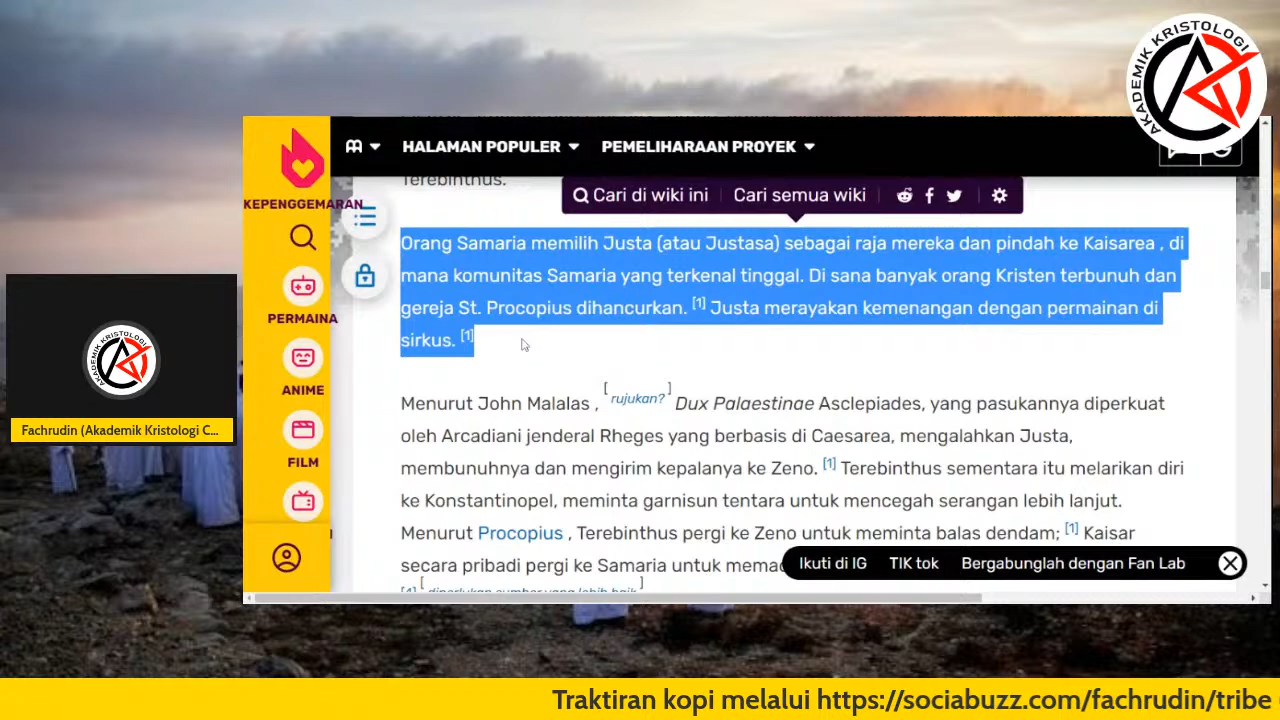 AKADEMIK KRISTOLOGI
HALAMAN POPULER
PEMELIHARAAN PROYEK
KEPENGGEMARAN
PERMAINA
ANIME
FILM
Terebinthus.
Cari di wiki ini
Cari semua wiki
Orang Samaria memilih Justa (atau Justasa) sebagai raja mereka dan pindah ke Kaisarea , di
mana komunitas Samaria yang terkenal tinggal. Di sana banyak orang Kristen terbunuh dan
gereja St. Procopius dihancurkan. [1] Justa merayakan kemenangan dengan permainan di
sirkus. [1]
Menurut John Malalas , [ rujukan? ] Dux Palaestinae Asclepiades, yang pasukannya diperkuat
oleh Arcadiani jenderal Rheges yang berbasis di Caesarea, mengalahkan Justa,
membunuhnya dan mengirim kepalanya ke Zeno. [1] Terebinthus sementara itu melarikan diri
ke Konstantinopel, meminta garnisun tentara untuk mencegah serangan lebih lanjut.
Menurut Procopius , Terebinthus pergi ke Zeno untuk meminta balas dendam; [1] Kaisar
secara pribadi pergi ke Samaria untuk
[ diperlukan sumber yang lebih baik ]
Ikuti di IG
TIK tok
Bergabunglah dengan Fan Lab
AKADEMIK KRISTOLOGI
Fachrudin (Akademik Kristologi C...
Traktiran kopi melalui https://sociabuzz.com/fachrudin/tribe